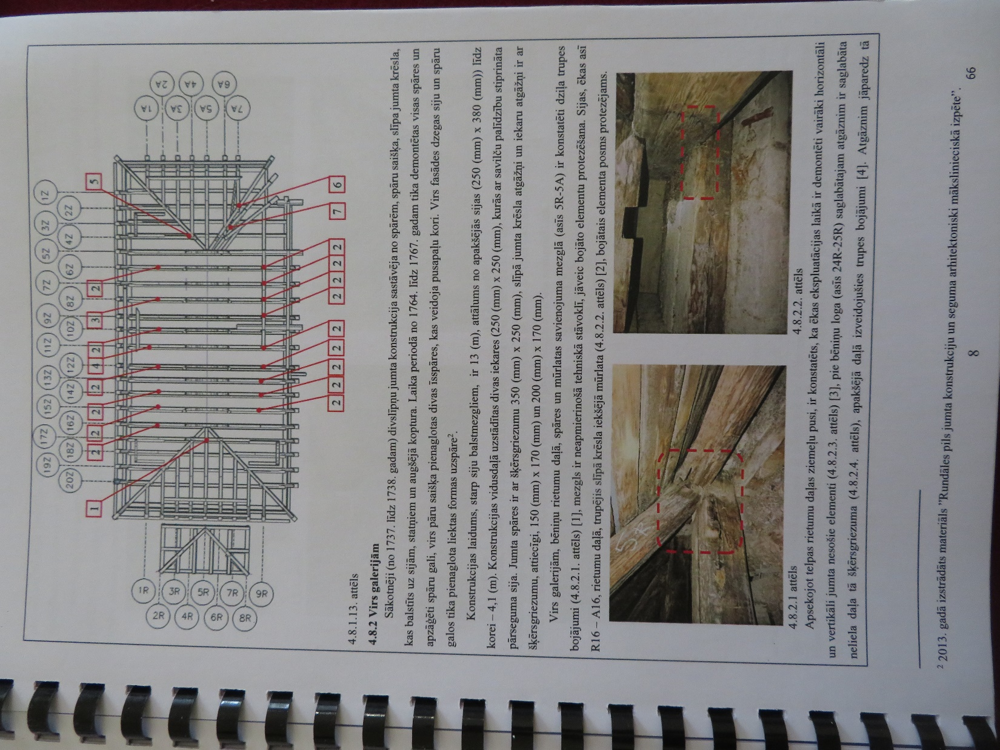 1Z
2Z
3Z
4Z
5Z
6Z
7Z
8Z
9Z
10Z
11Z
12Z
13Z
14Z
15Z
16Z
17Z
18Z
19Z
20Z
1A
2A
3A
4A
5A
6A
7A
1 2 2 2 2 4 2 3 2 5
2 2 2 2 2 2 2 2 2 7 6
1R
2R
3R
4R
5R
6R
7R
8R
9R
4.8.1.13. attēls
4.8.2 Virs galerijām
Sākotnēji (no 1737. līdz 1738. gadam) divslīpņu jumta konstrukcija sastāvēja no spārēm, spāru saišķa, slīpa jumta krēsla,
kas balstīts uz sijām, statņiem un augšējā koptura. Laika periodā no 1764. līdz 1767. gadam tika demontētas visas spāres un
apzāģēti spāru gali, virs pāru saišķa pienaglota) divas īsspāres, kas veidoja pusapaļu kori. Virs fasādes dzegas siju un spāru
galos tika pienaglota liektas formas uzspāre².
Konstrukcijas laidums, starp siju balstmezgliem, ir 13 (m), attālums no apakšējās sijas (250 (mm) x 380 (mm)) līdz
korei – 4,1 (m). Konstrukcijas vidusdaļā uzstādītas divas iekares (250 (mm) x 250 (mm), kurās ar savilču palīdzību stiprināta
pārseguma sija. Jumta spāres ir ar šķērsgriezumu 350 (mm) x 250 (mm), slīpā jumta krēsla atgāžņi un iekaru atgāžņi ir ar
šķērsgriezumu, attiecīgi, 150 (mm) x 170 (mm) un 200 (mm) x 170 (mm).
Virs galerijām, bēniņu rietumu daļā, spāres un mūrlatas savienojuma mezglā (asīs 5R-5A) ir konstatēti dziļa trupes
bojājumi (4.8.2.1. attēls) [1], mezgls ir neapmierinošā tehniskā stāvoklī, jāveic bojāto elementu protezēšana. Sijas, ēkas asī
R16 – A16, rietumu daļā, trupējis slīpā krēsla iekšējā mūrlata (4.8.2.2. attēls) [2], bojātais elementa posms protezējams.
4.8.2.1 attēls
4.8.2.2. attēls
Apsekojot telpas rietumu daļas ziemeļu pusi, ir konstatēts, ka ēkas ekspluatācijas laikā ir demontēti vairāki horizontāli
un vertikāli jumta nesošie elementi (4.8.2.3. attēls) [3], pie bēniņu loga (asīs 24R-25R) saglabātajam atgāznim ir saglabāta
neliela daļa tā šķērsgriezuma (4.8.2.4. attēls), apakšējā daļā izveidojušies trupes bojājumi [4]. Atgāznim jāparedz tā
² 2013. gadā izstrādāts materiāls "Rundāles pils jumta konstrukciju un seguma arhitektoniski mākslinieciskā izpēte".
8
66